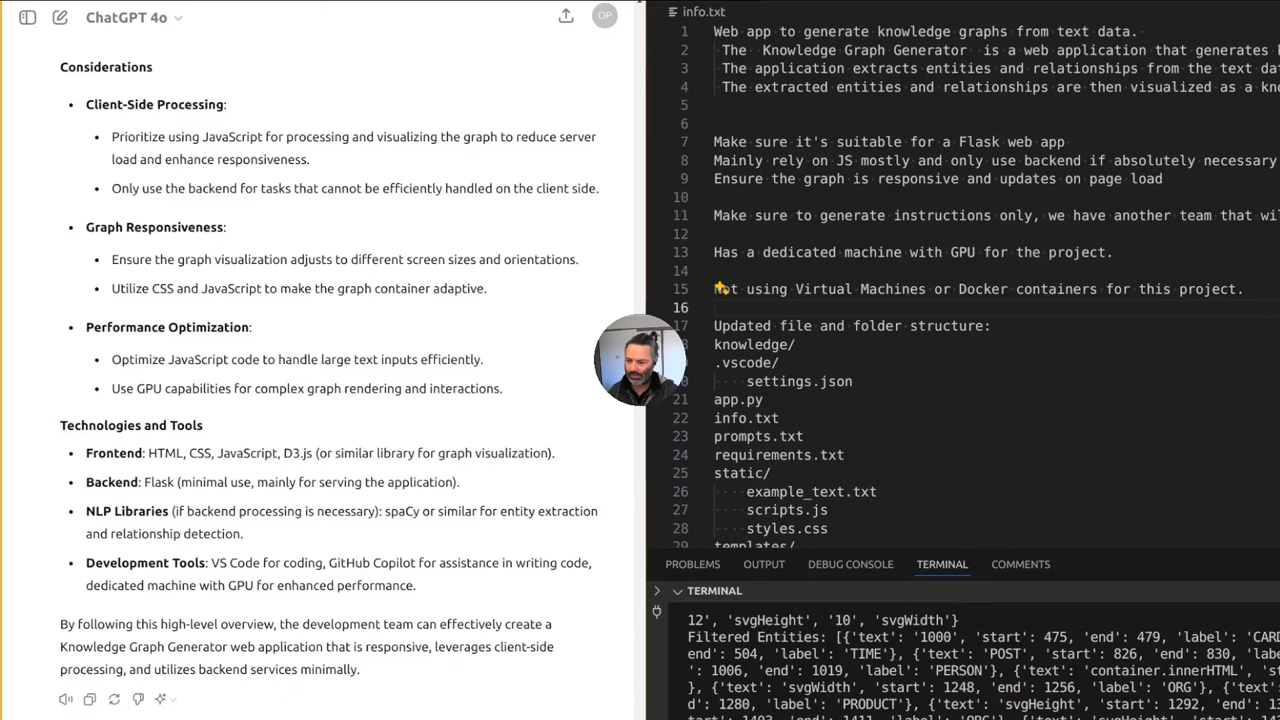 ChatGPT 4o
OP
Considerations
• Client-Side Processing:
• Prioritize using JavaScript for processing and visualizing the graph to reduce server
load and enhance responsiveness.
• Only use the backend for tasks that cannot be efficiently handled on the client side.
• Graph Responsiveness:
• Ensure the graph visualization adjusts to different screen sizes and orientations.
• Utilize CSS and JavaScript to make the graph container adaptive.
• Performance Optimization:
• Optimize JavaScript code to handle large text inputs efficiently.
• Use GPU capabilities for complex graph rendering and interactions.
Technologies and Tools
• Frontend: HTML, CSS, JavaScript, D3.js (or similar library for graph visualization).
• Backend: Flask (minimal use, mainly for serving the application).
• NLP Libraries (if backend processing is necessary): spaCy or similar for entity extraction
and relationship detection.
• Development Tools: VS Code for coding, GitHub Copilot for assistance in writing code,
dedicated machine with GPU for enhanced performance.
By following this high-level overview, the development team can effectively create a
Knowledge Graph Generator web application that is responsive, leverages client-side
processing, and utilizes backend services minimally.
info.txt
1 Web app to generate knowledge graphs from text data.
2 The Knowledge Graph Generator is a web application that generates
3 The application extracts entities and relationships from the text dat
4 The extracted entities and relationships are then visualized as a kno
5
6
7 Make sure it's suitable for a Flask web app
8 Mainly rely on JS mostly and only use backend if absolutely necessary
9 Ensure the graph is responsive and updates on page load
10
11 Make sure to generate instructions only, we have another team that wil
12
13 Has a dedicated machine with GPU for the project.
14
15 Not using Virtual Machines or Docker containers for this project.
16
17 Updated file and folder structure:
knowledge/
.vscode/
settings.json
21 app.py
22 info.txt
23 prompts.txt
24 requirements.txt
25 static/
26 example_text.txt
27 scripts.js
28 styles.css
29 templates/
PROBLEMS OUTPUT DEBUG CONSOLE TERMINAL COMMENTS
TERMINAL
12', 'svgHeight', '10', 'svgWidth'}
Filtered Entities: [{'text': '1000', 'start': 475, 'end': 479, 'label': 'CARD
end': 504, 'label': 'TIME'}, {'text': 'POST', 'start': 826, 'end': 830, 'label
': 1006, 'end': 1019, 'label': 'PERSON'}, {'text': 'container.innerHTML', 's
}, {'text': 'svgWidth', 'start': 1248, 'end': 1256, 'label': 'ORG'}, {'text':
d': 1280, 'label': 'PRODUCT'}, {'text': 'svgHeight', 'start': 1292, 'end':